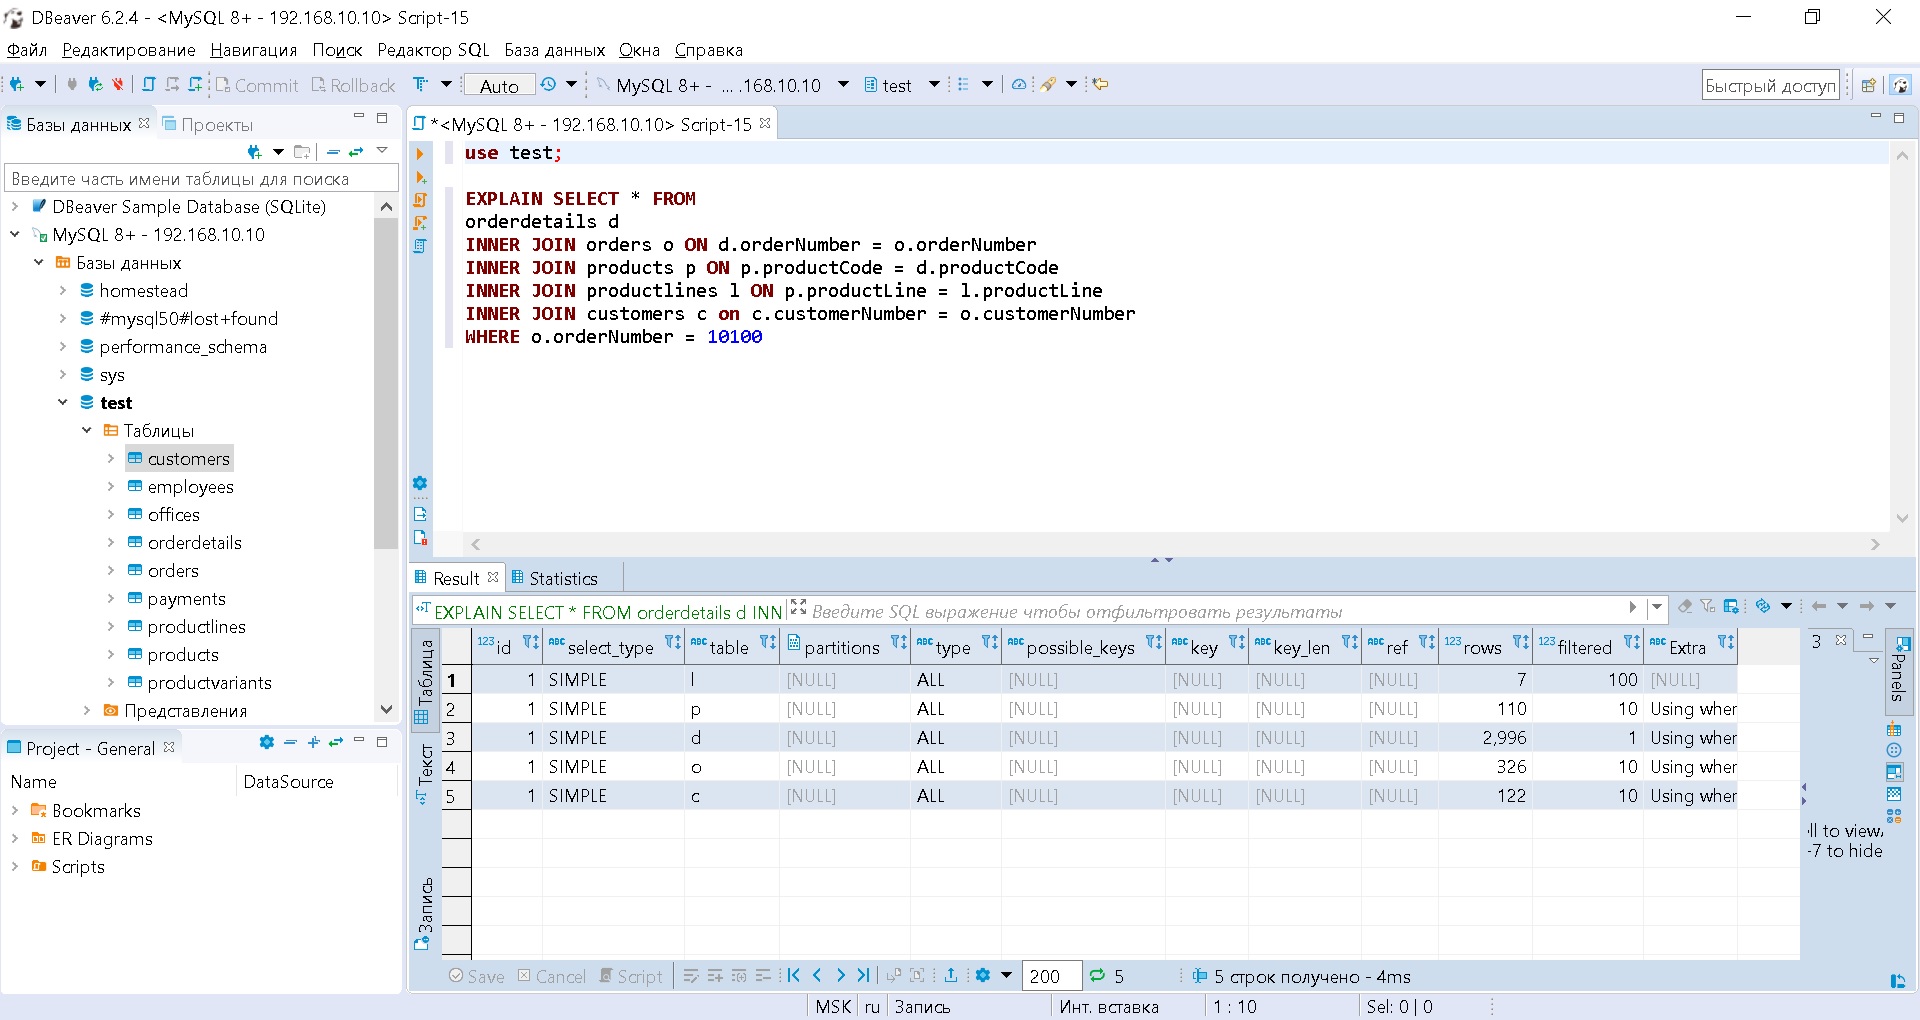 DBeaver 6.2.4 - <MySQL 8+ - 192.168.10.10> Script-15
Файл Редактирование Навигация Поиск Редактор SQL База данных Окна Справка
Commit Rollback Auto MySQL 8+ - ... .168.10.10 test Быстрый доступ
Базы данных Проекты
Введите часть имени таблицы для поиска
DBeaver Sample Database (SQLite)
MySQL 8+ - 192.168.10.10
Базы данных
homestead
#mysql50#lost+found
performance_schema
sys
test
Таблицы
customers
employees
offices
orderdetails
orders
payments
productlines
products
productvariants
Представления
Project - General
Name DataSource
Bookmarks
ER Diagrams
Scripts
*<MySQL 8+ - 192.168.10.10> Script-15
use test;
EXPLAIN SELECT * FROM
orderdetails d
INNER JOIN orders o ON d.orderNumber = o.orderNumber
INNER JOIN products p ON p.productCode = d.productCode
INNER JOIN productlines l ON p.productLine = l.productLine
INNER JOIN customers c on c.customerNumber = o.customerNumber
WHERE o.orderNumber = 10100
Result Statistics
EXPLAIN SELECT * FROM orderdetails d INN Введите SQL выражение чтобы отфильтровать результаты
Таблица
Текст
Запись
123 id ABC select_type ABC table partitions ABC type ABC possible_keys ABC key ABC key_len ABC ref 123 rows 123 filtered ABC Extra
1 1 SIMPLE l [NULL] ALL [NULL] [NULL] [NULL] [NULL] 7 100 [NULL]
2 1 SIMPLE p [NULL] ALL [NULL] [NULL] [NULL] [NULL] 110 10 Using wher
3 1 SIMPLE d [NULL] ALL [NULL] [NULL] [NULL] [NULL] 2,996 1 Using wher
4 1 SIMPLE o [NULL] ALL [NULL] [NULL] [NULL] [NULL] 326 10 Using wher
5 1 SIMPLE c [NULL] ALL [NULL] [NULL] [NULL] [NULL] 122 10 Using wher
3
Panels
ll to view,
-7 to hide
Save Cancel Script 200 5 5 строк получено - 4ms
MSK ru Запись Инт. вставка 1 : 10 Sel: 0 | 0